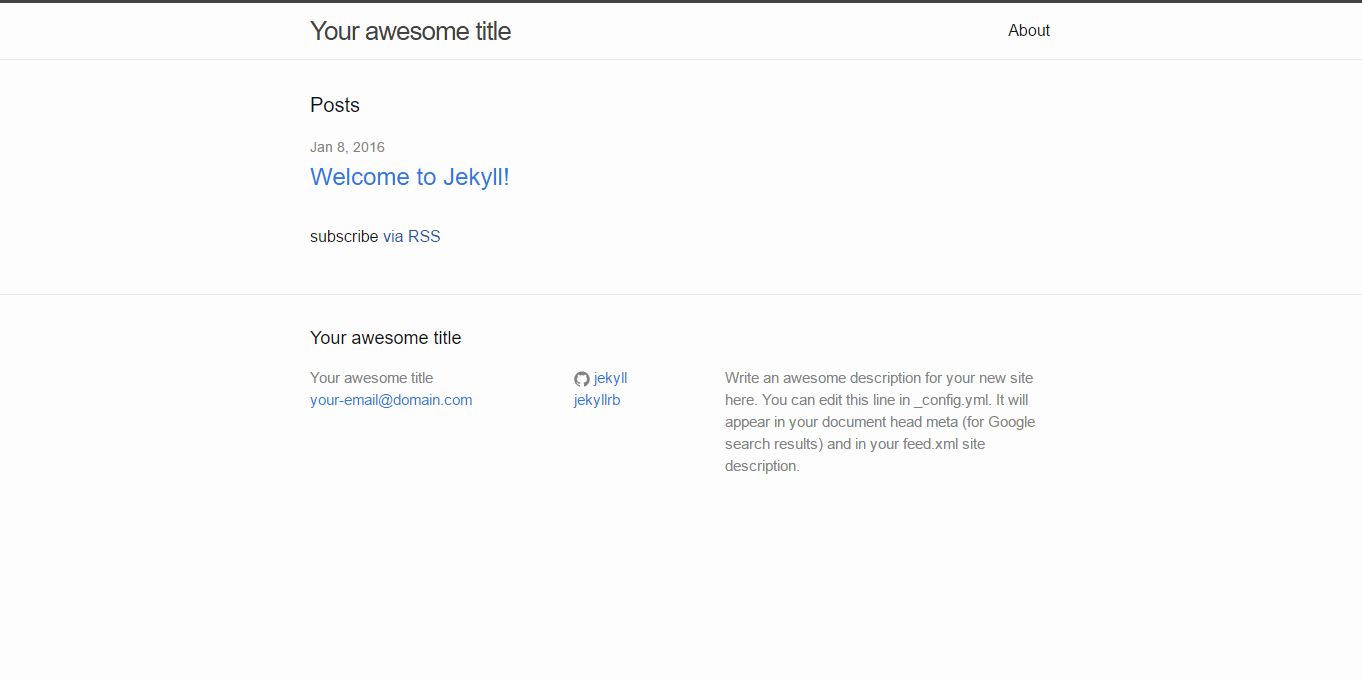 Your awesome title
About
Posts
Jan 8, 2016
Welcome to Jekyll!
subscribe via RSS
Your awesome title
Your awesome title
your-email@domain.com
jekyll
jekyllrb
Write an awesome description for your new site
here. You can edit this line in _config.yml. It will
appear in your document head meta (for Google
search results) and in your feed.xml site
description.